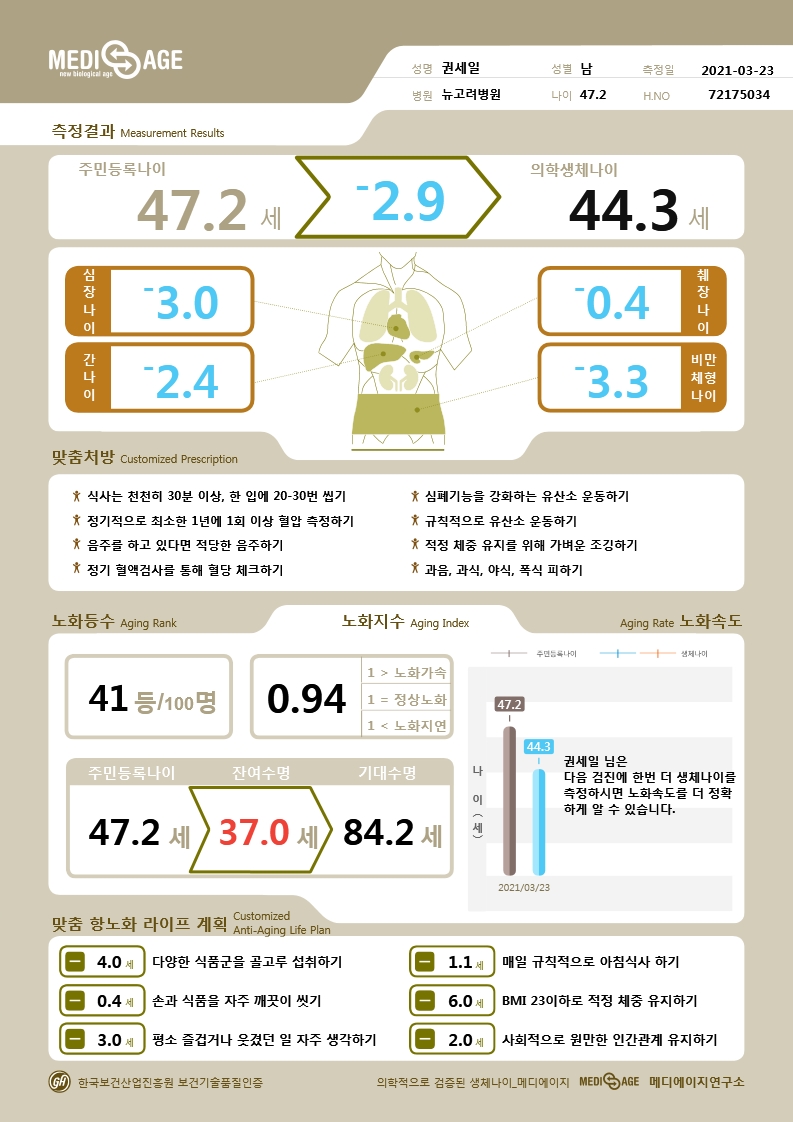 MEDI AGE
new biological age
성명 권세일 성별 남 측정일 2021-03-23
병원 뉴고려병원 나이 47.2 H.NO 72175034
측정결과 Measurement Results
주민등록나이
47.2 세
-2.9
의학생체나이
44.3 세
심장나이 -3.0
-0.4 췌장나이
간나이 -2.4
-3.3 비만체형나이
맞춤처방 Customized Prescription
식사는 천천히 30분 이상, 한 입에 20-30번 씹기
심폐기능을 강화하는 유산소 운동하기
정기적으로 최소한 1년에 1회 이상 혈압 측정하기
규칙적으로 유산소 운동하기
음주를 하고 있다면 적당한 음주하기
적정 체중 유지를 위해 가벼운 조깅하기
정기 혈액검사를 통해 혈당 체크하기
과음, 과식, 야식, 폭식 피하기
노화등수 Aging Rank
노화지수 Aging Index
Aging Rate 노화속도
41 등/100명
0.94
1 > 노화가속
1 = 정상노화
1 < 노화지연
주민등록나이 잔여수명 기대수명
47.2 세 37.0 세 84.2 세
주민등록나이 생체나이
47.2
44.3
나이(세)
권세일 님은
다음 검진에 한번 더 생체나이를
측정하시면 노화속도를 더 정확
하게 알 수 있습니다.
2021/03/23
맞춤 항노화 라이프 계획 Customized
Anti-Aging Life Plan
- 4.0 세 다양한 식품군을 골고루 섭취하기
- 1.1 세 매일 규칙적으로 아침식사 하기
- 0.4 세 손과 식품을 자주 깨끗이 씻기
- 6.0 세 BMI 23이하로 적정 체중 유지하기
- 3.0 세 평소 즐겁거나 웃겼던 일 자주 생각하기
- 2.0 세 사회적으로 원만한 인간관계 유지하기
GH 한국보건산업진흥원 보건기술품질인증
의학적으로 검증된 생체나이_메디에이지 MEDI AGE 메디에이지연구소